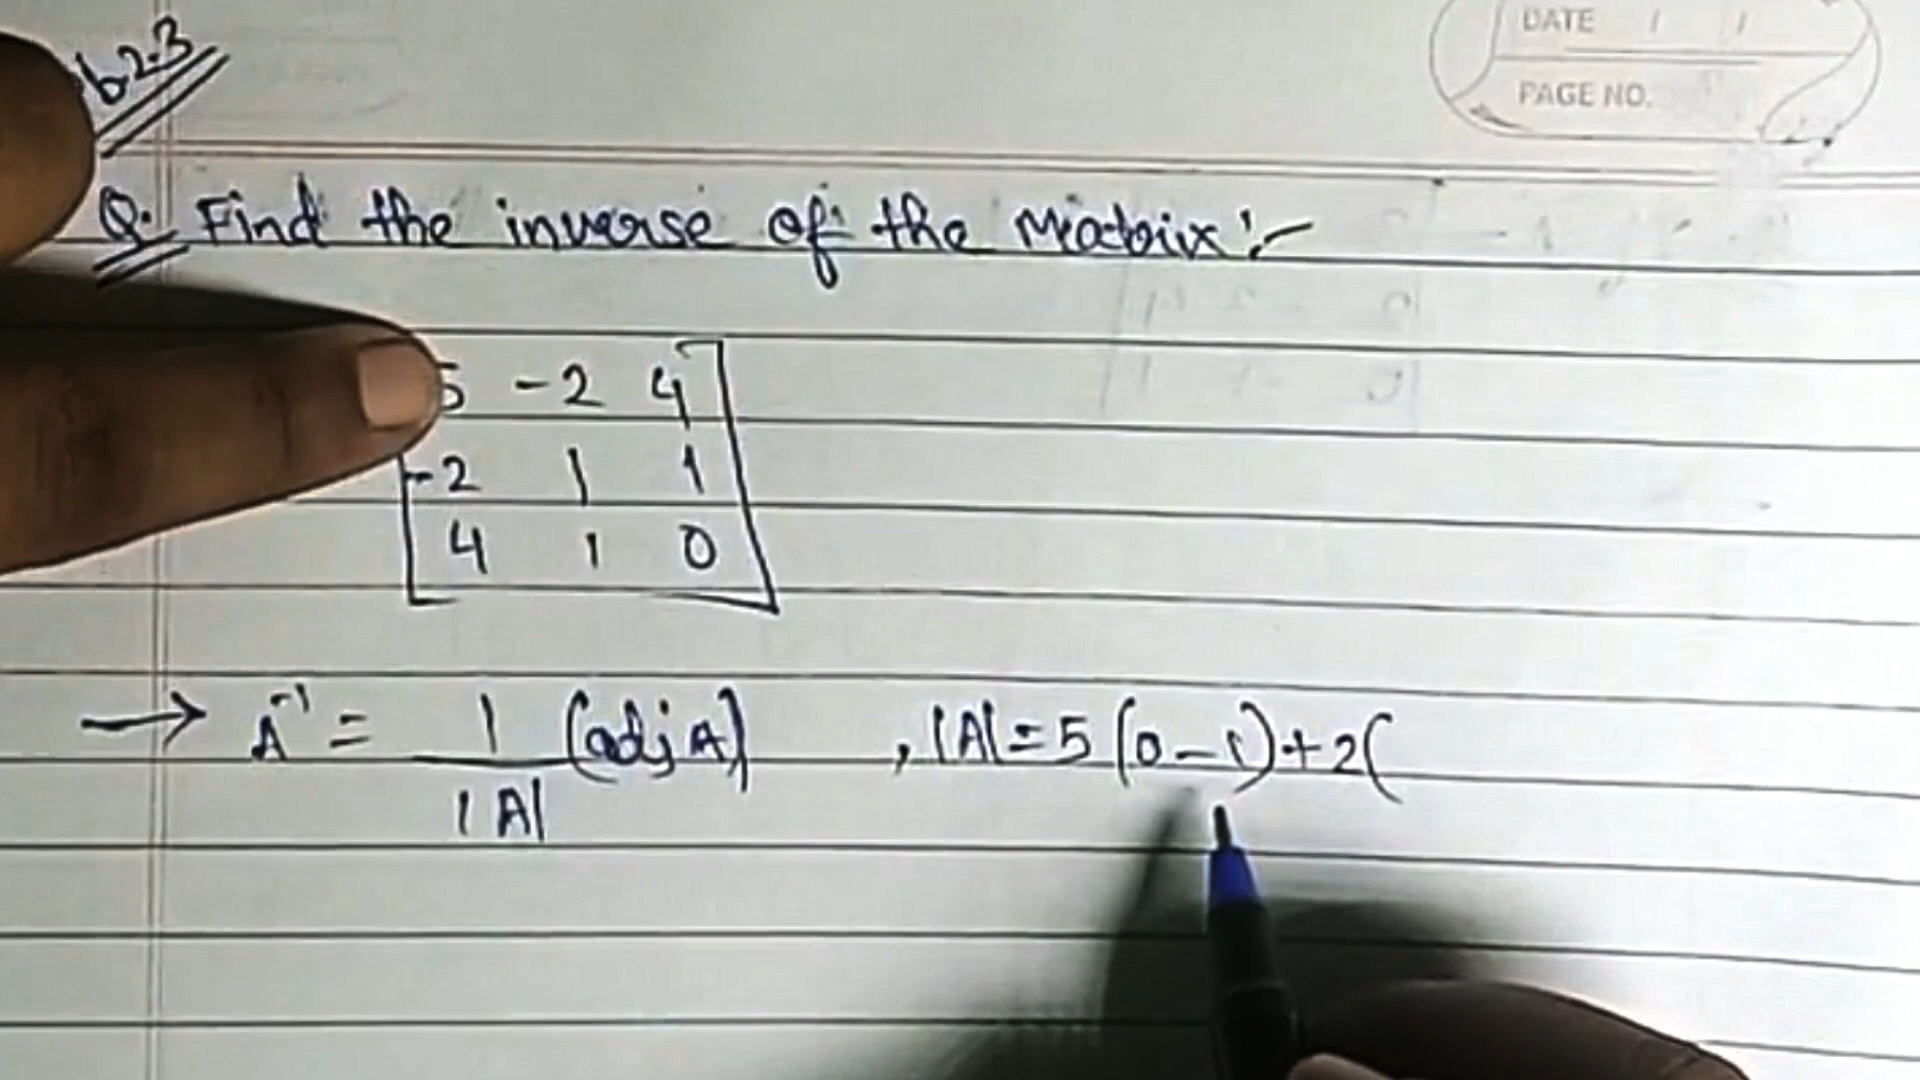 b 2.3
DATE / /
PAGE NO.
Q. Find the inverse of the Matrix :-
5 -2 4
-2 1 1
4 1 0
→ A⁻¹ = 1/|A| (adj A) , |A| = 5 (0 - 1) + 2 (